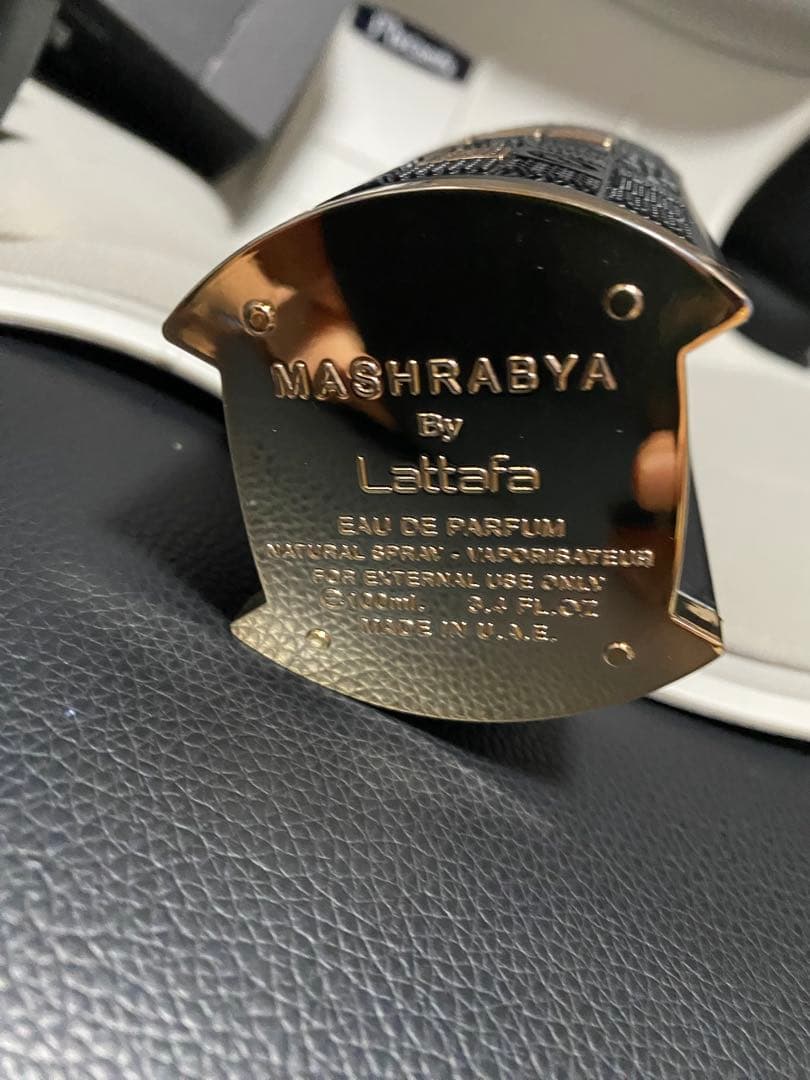 MASHRABYA
By
Lattafa
EAU DE PARFUM
NATURAL SPRAY - VAPORISATEUR
FOR EXTERNAL USE ONLY
℮100ml. 3.4 FL.OZ
MADE IN U.A.E.